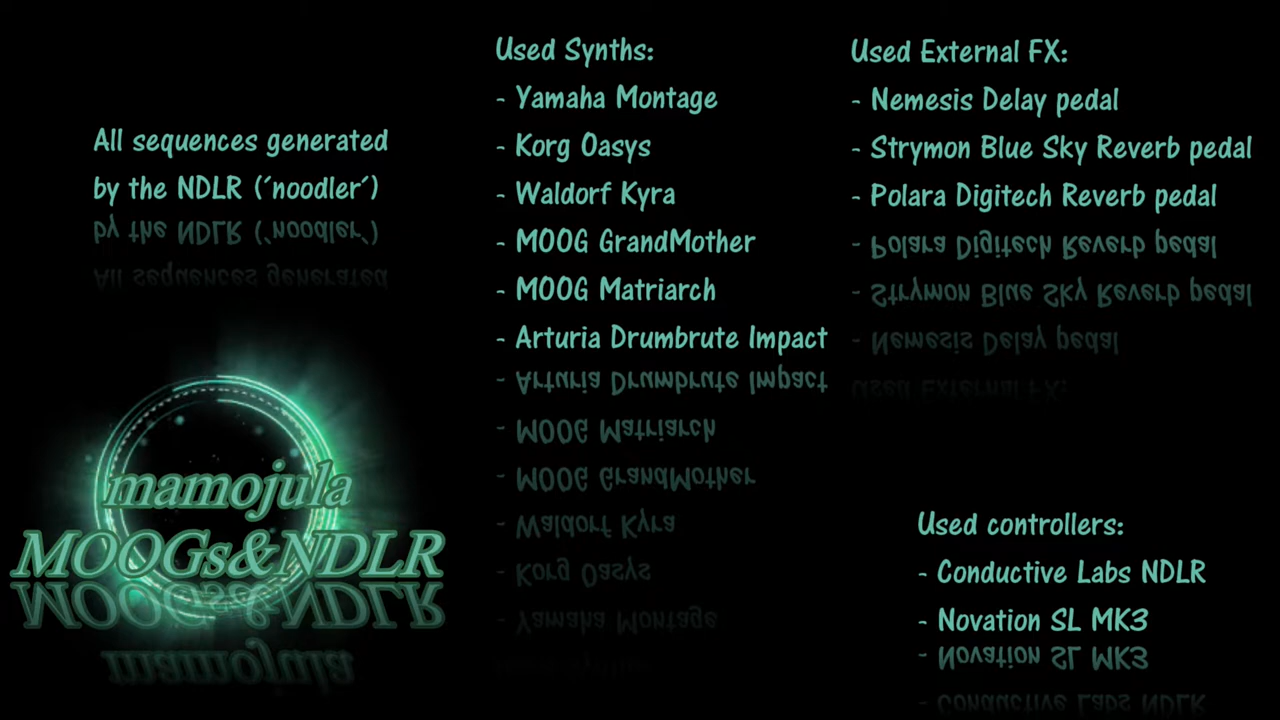 All sequences generated
by the NDLR (´noodler´)
mamojula
MOOGs&NDLR
Used Synths:
- Yamaha Montage
- Korg Oasys
- Waldorf Kyra
- MOOG GrandMother
- MOOG Matriarch
- Arturia Drumbrute Impact
Used External FX:
- Nemesis Delay pedal
- Strymon Blue Sky Reverb pedal
- Polara Digitech Reverb pedal
Used controllers:
- Conductive Labs NDLR
- Novation SL MK3